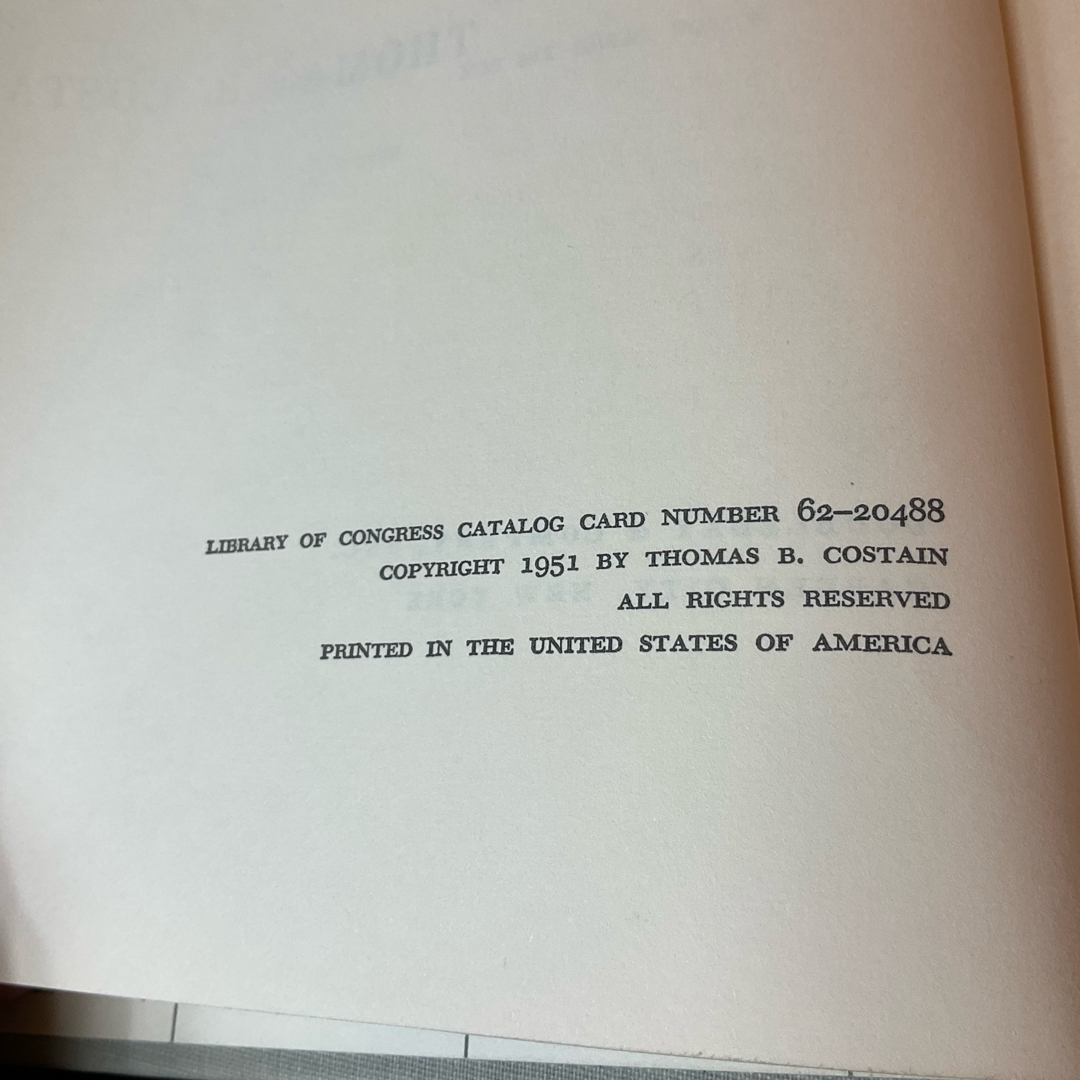 LIBRARY OF CONGRESS CATALOG CARD NUMBER 62–20488
COPYRIGHT 1951 BY THOMAS B. COSTAIN
ALL RIGHTS RESERVED
PRINTED IN THE UNITED STATES OF AMERICA